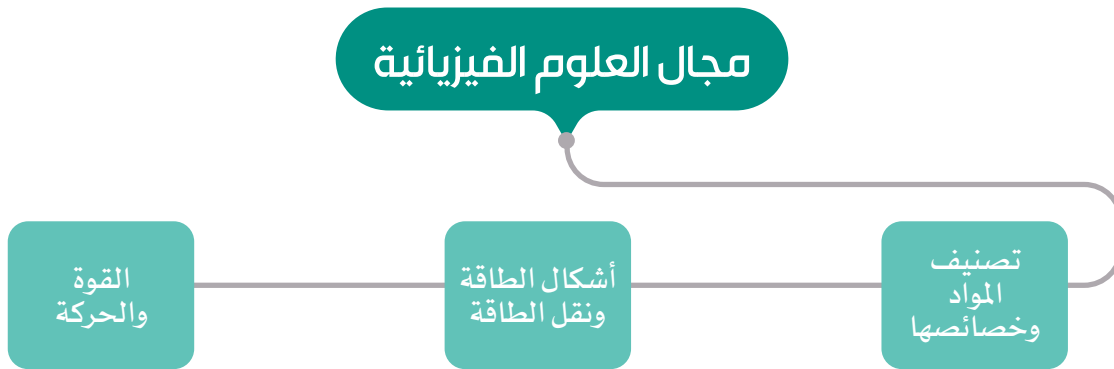 مجال العلوم الفيزيائية
تصنيف
المواد
وخصائصها
أشكال الطاقة
ونقل الطاقة
القوة
والحركة